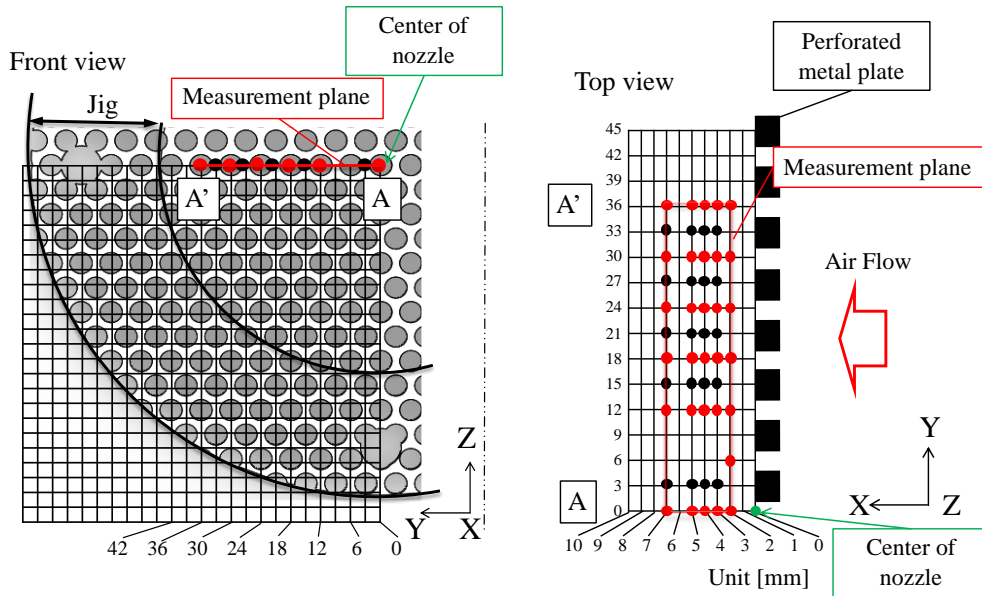 Front view
Center of
nozzle
Jig
Measurement plane
A'
A
Z
Y
X
42
36
30
24
18
12
6
0
Top view
Perforated
metal plate
Measurement plane
A'
Air Flow
45
42
39
36
33
30
27
24
21
18
15
12
9
6
3
0
A
Y
X
Z
10
9
8
7
6
5
4
3
2
1
0
Unit [mm]
Center of
nozzle